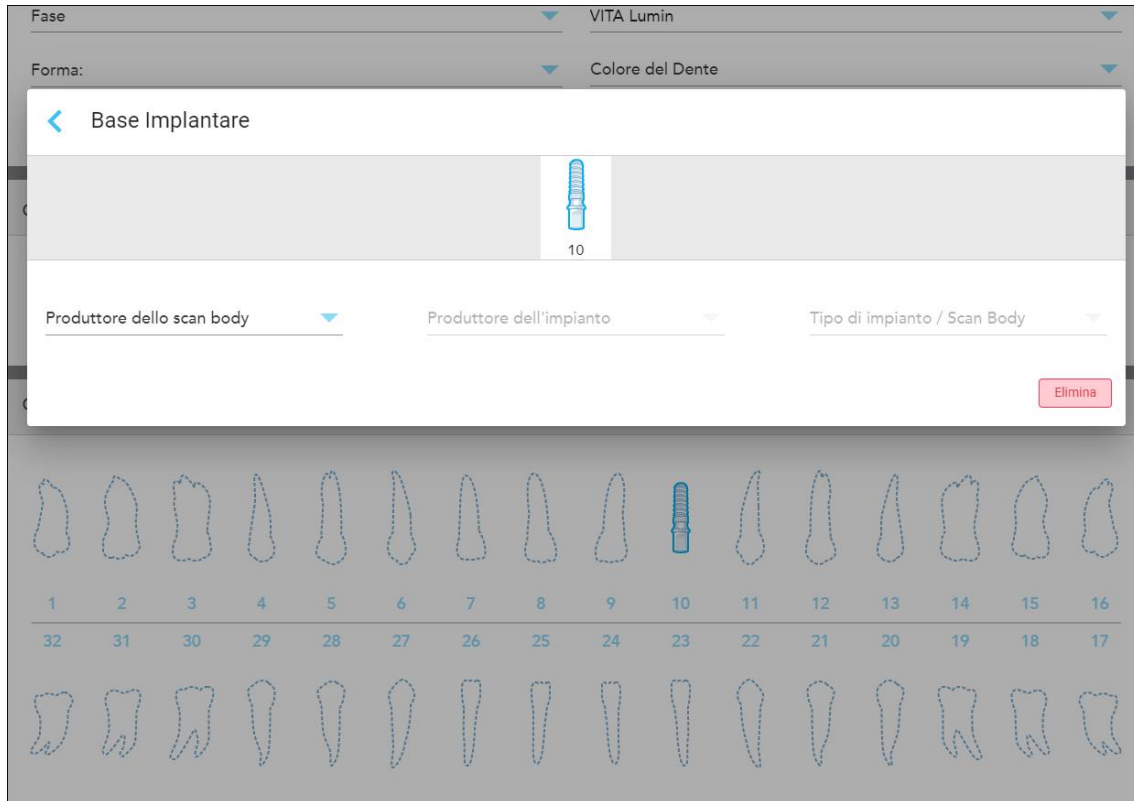 Fase VITA Lumin
Forma: Colore del Dente
Base Implantare
10
Produttore dello scan body Produttore dell'impianto Tipo di impianto / Scan Body
Elimina
1 2 3 4 5 6 7 8 9 10 11 12 13 14 15 16
32 31 30 29 28 27 26 25 24 23 22 21 20 19 18 17